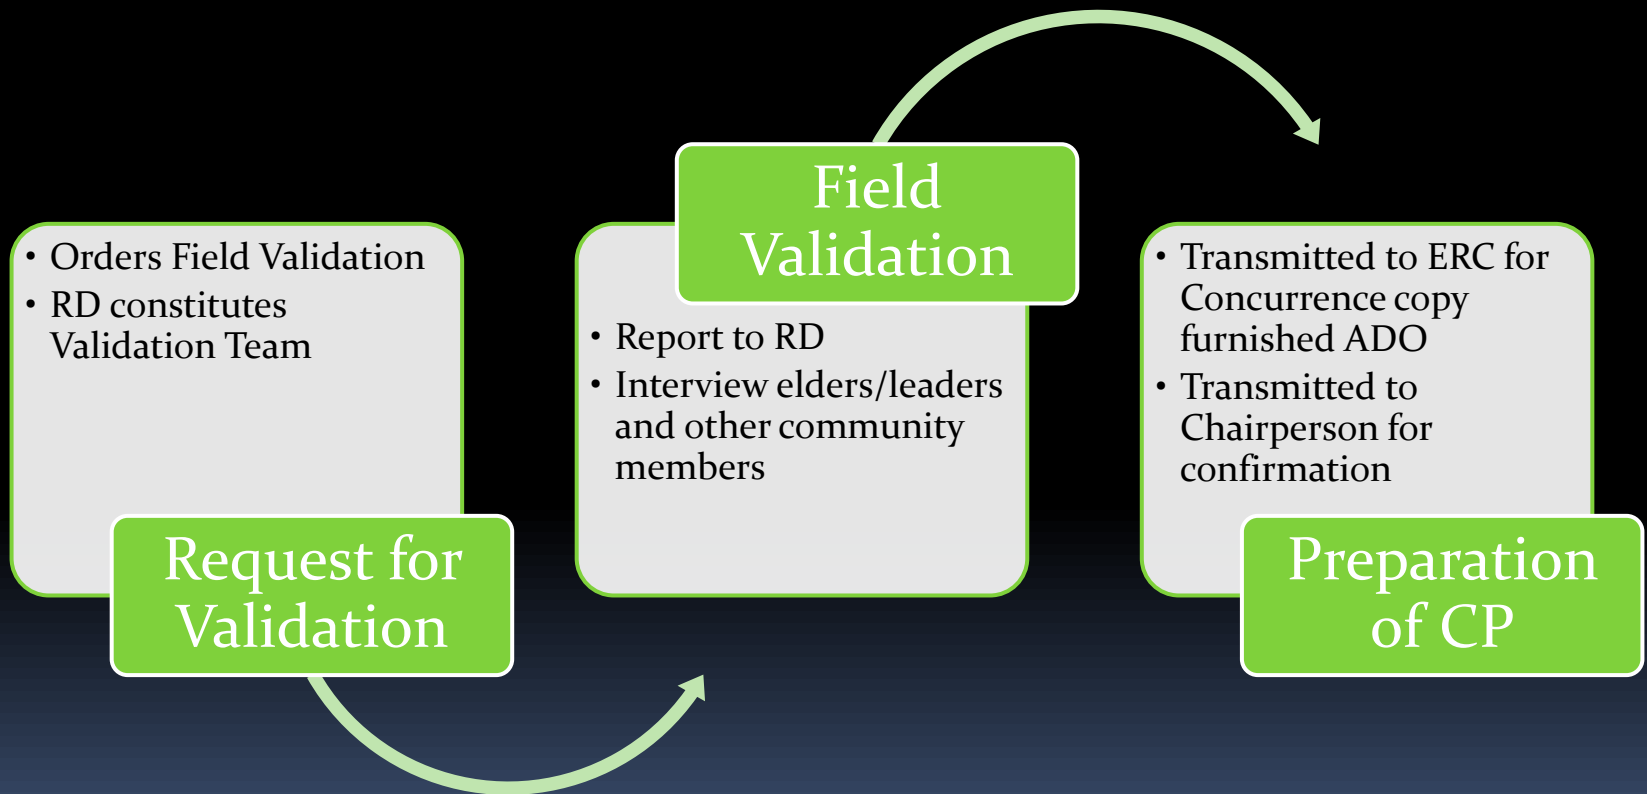 • Orders Field Validation
• RD constitutes
Validation Team
Request for
Validation
Field
Validation
• Report to RD
• Interview elders/leaders
and other community
members
• Transmitted to ERC for
Concurrence copy
furnished ADO
• Transmitted to
Chairperson for
confirmation
Preparation
of CP